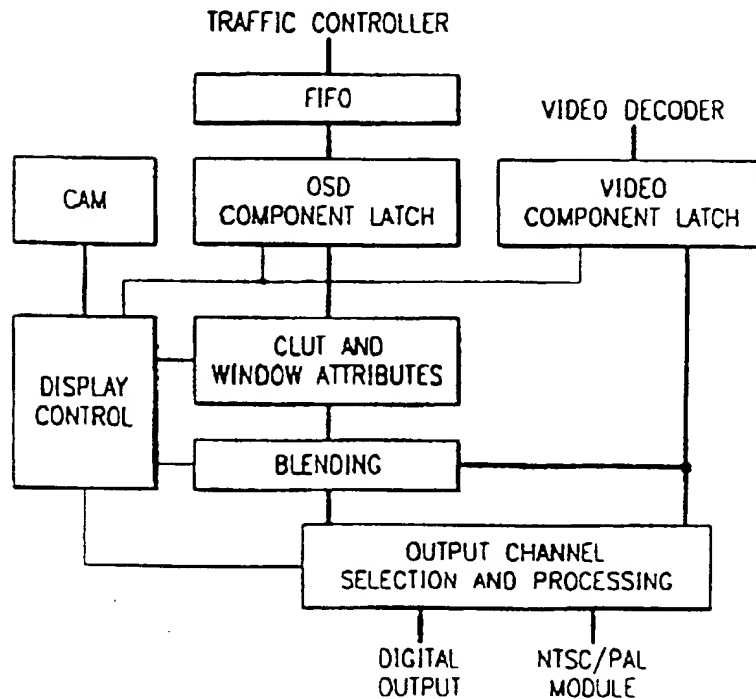 TRAFFIC CONTROLLER
FIFO
VIDEO DECODER
CAM
OSD
COMPONENT LATCH
VIDEO
COMPONENT LATCH
CLUT AND
WINDOW ATTRIBUTES
DISPLAY
CONTROL
BLENDING
OUTPUT CHANNEL
SELECTION AND PROCESSING
DIGITAL
OUTPUT
NTSC/PAL
MODULE